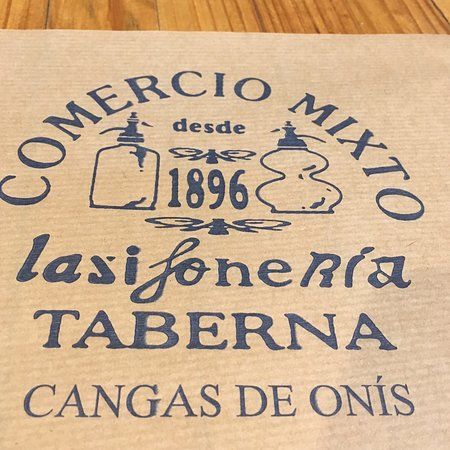 COMERCIO MIXTO
desde
1896
lasifoneRía
TABERNA
CANGAS DE ONÍS